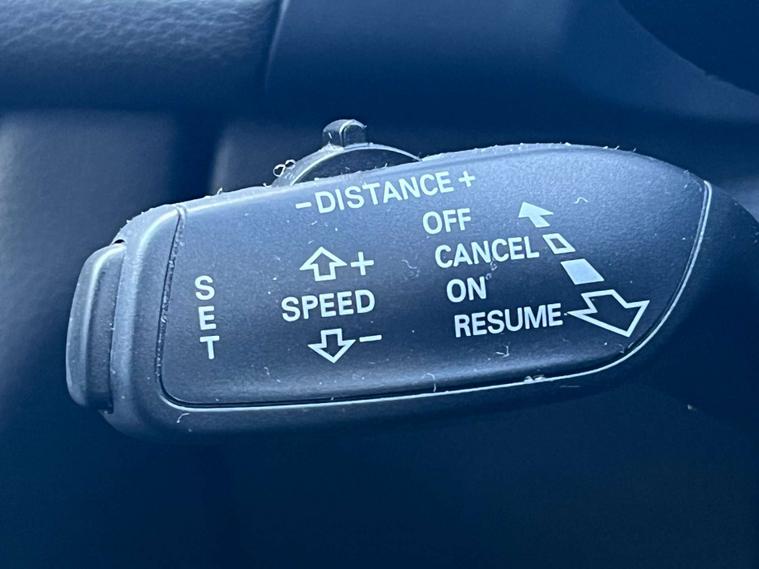 -DISTANCE+
OFF
CANCEL
ON
RESUME
+
SPEED
-
SET